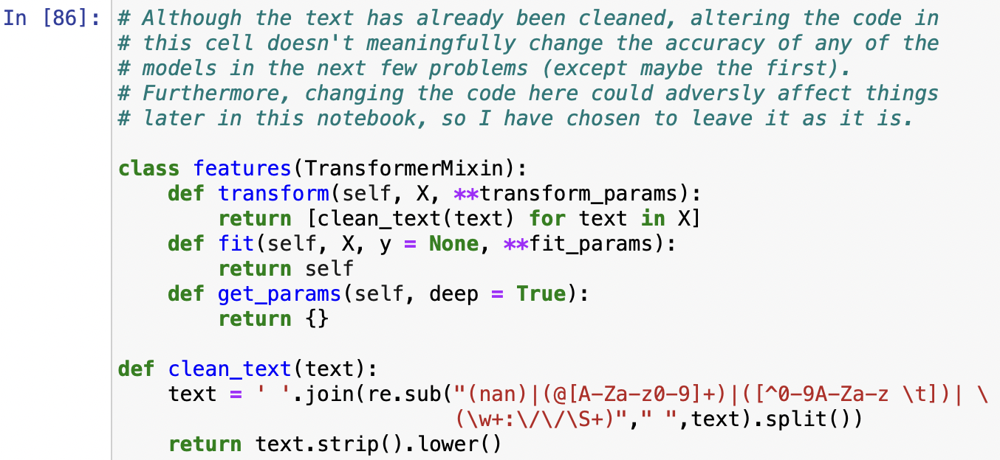 In [86]: # Although the text has already been cleaned, altering the code in
# this cell doesn't meaningfully change the accuracy of any of the
# models in the next few problems (except maybe the first).
# Furthermore, changing the code here could adversly affect things
# later in this notebook, so I have chosen to leave it as it is.
class features(TransformerMixin):
    def transform(self, X, **transform_params):
        return [clean_text(text) for text in X]
    def fit(self, X, y = None, **fit_params):
        return self
    def get_params(self, deep = True):
        return {}
def clean_text(text):
    text = ' '.join(re.sub("(nan)|(@[A-Za-z0-9]+)|([^0-9A-Za-z \t])| \
                           (\w+:\/\/\S+)"," ",text).split())
    return text.strip().lower()